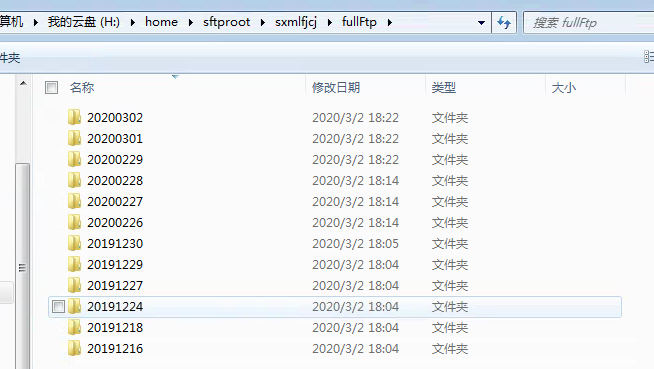 算机 ▸ 我的云盘 (H:) ▸ home ▸ sftproot ▸ sxmlfjcj ▸ fullFtp ▸ 搜索 fullFtp
件夹
名称 修改日期 类型 大小
20200302 2020/3/2 18:22 文件夹
20200301 2020/3/2 18:22 文件夹
20200229 2020/3/2 18:22 文件夹
20200228 2020/3/2 18:14 文件夹
20200227 2020/3/2 18:14 文件夹
20200226 2020/3/2 18:14 文件夹
20191230 2020/3/2 18:05 文件夹
20191229 2020/3/2 18:04 文件夹
20191227 2020/3/2 18:04 文件夹
20191224 2020/3/2 18:04 文件夹
20191218 2020/3/2 18:04 文件夹
20191216 2020/3/2 18:04 文件夹